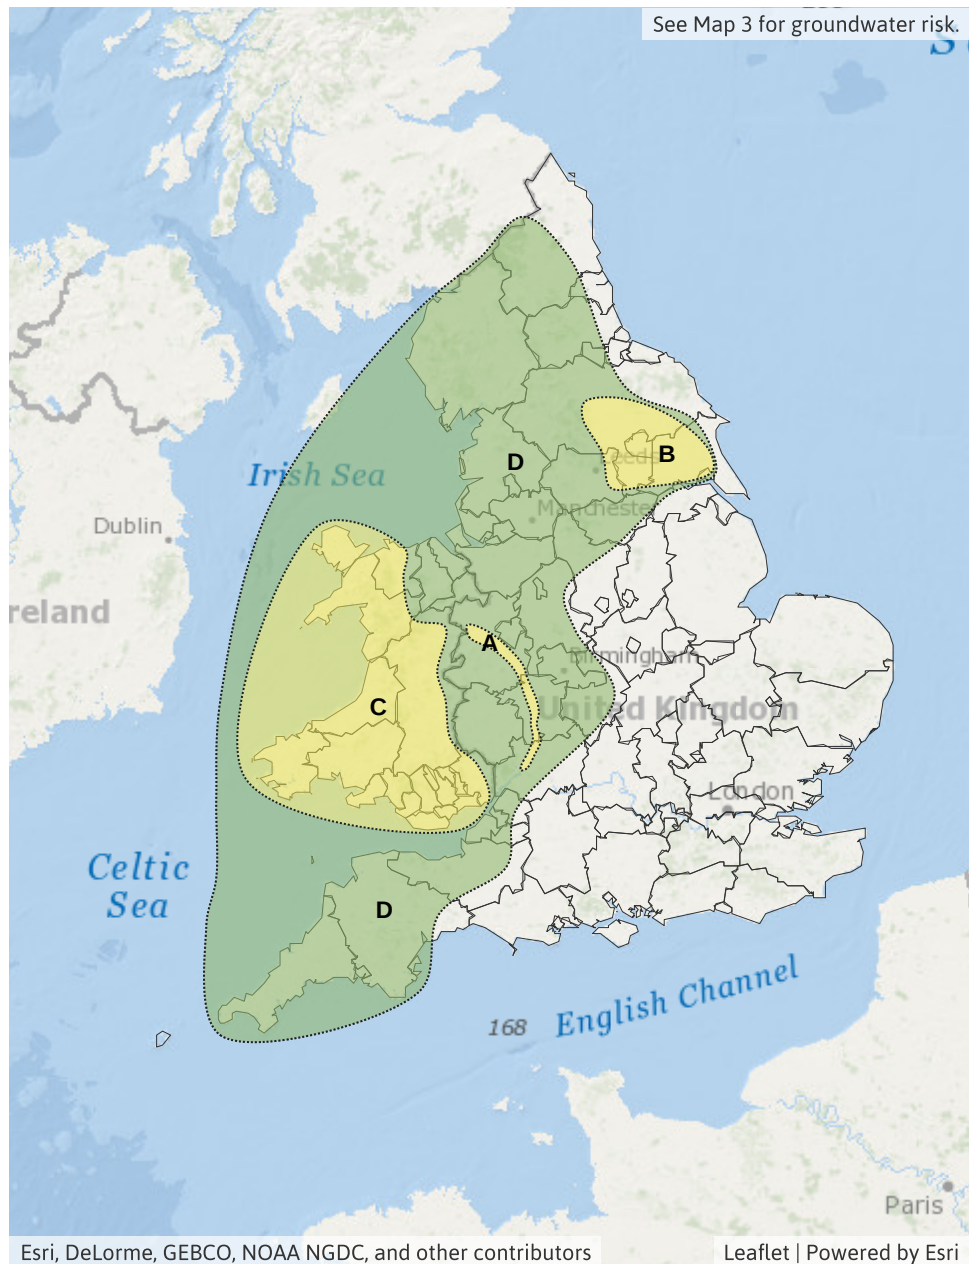 See Map 3 for groundwater risk.
D
Leeds
B
Irish Sea
Manchester
Dublin
reland
A
Birmingham
C
United Kingdom
London
Celtic
Sea
D
English Channel
168
Paris
Esri, DeLorme, GEBCO, NOAA NGDC, and other contributors
Leaflet | Powered by Esri